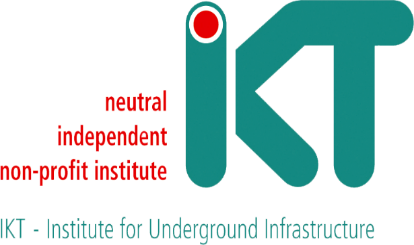 iKT
neutral
independent
non-profit institute
IKT - Institute for Underground Infrastructure